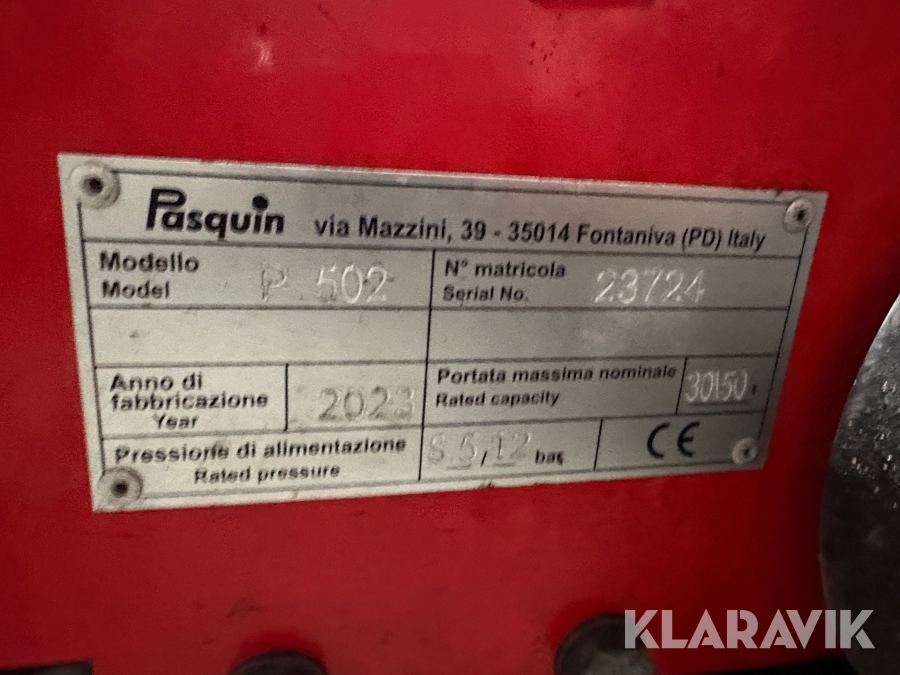 Pasquin via Mazzini, 39 - 35014 Fontaniva (PD) Italy
Modello
Model P 502
N° matricola
Serial No. 23724
Anno di
fabbricazione
Year 2023
Portata massima nominale
Rated capacity 30150 t
Pressione di alimentazione
Rated pressure 8.5/12 bar
CE
KLARAVIK